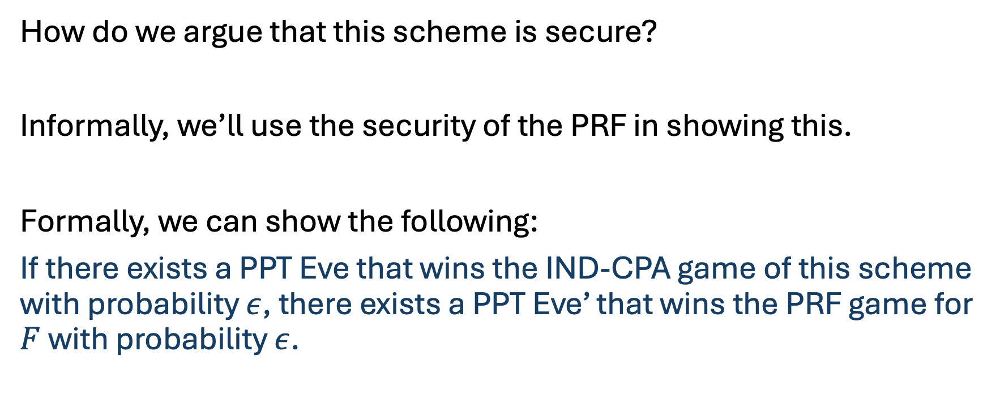 How do we argue that this scheme is secure?
Informally, we’ll use the security of the PRF in showing this.
Formally, we can show the following:
If there exists a PPT Eve that wins the IND-CPA game of this scheme
with probability ϵ, there exists a PPT Eve’ that wins the PRF game for
F with probability ϵ.